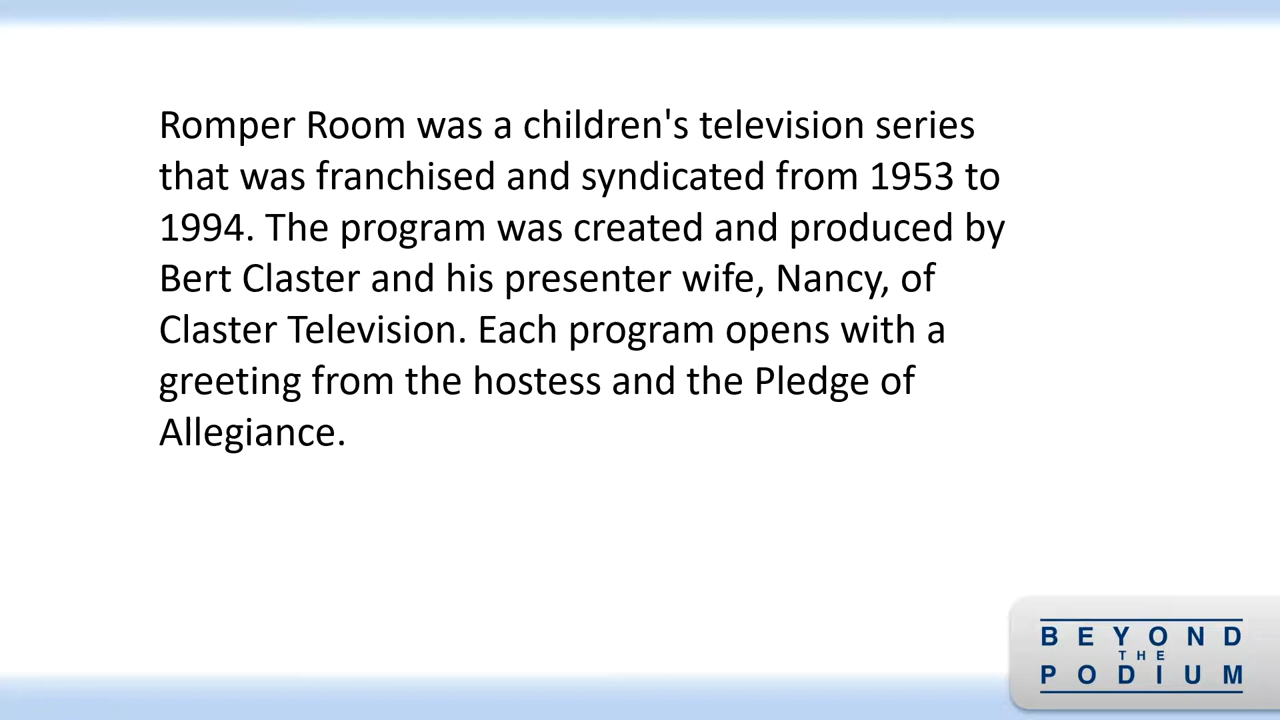 Romper Room was a children's television series
that was franchised and syndicated from 1953 to
1994. The program was created and produced by
Bert Claster and his presenter wife, Nancy, of
Claster Television. Each program opens with a
greeting from the hostess and the Pledge of
Allegiance.
BEYOND
THE
PODIUM